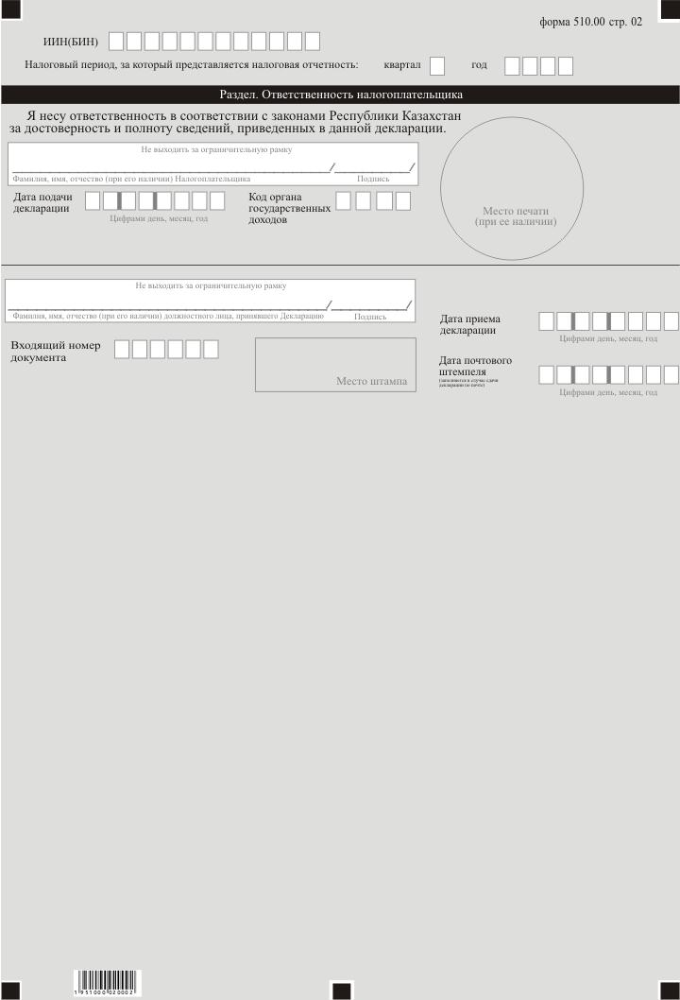 форма 510.00 стр. 02
ИИН(БИН)
Налоговый период, за который представляется налоговая отчетность: квартал год
Раздел. Ответственность налогоплательщика
Я несу ответственность в соответствии с законами Республики Казахстан
за достоверность и полноту сведений, приведенных в данной декларации.
Не выходить за ограничительную рамку
Фамилия, имя, отчество (при его наличии) Налогоплательщика Подпись
Дата подачи
декларации
Цифрами день, месяц, год
Код органа
государственных
доходов
Место печати
(при ее наличии)
Не выходить за ограничительную рамку
Фамилия, имя, отчество (при его наличии) должностного лица, принявшего Декларацию Подпись
Входящий номер
документа
Место штампа
Дата приема
декларации
Цифрами день, месяц, год
Дата почтового
штемпеля
(заполняется в случае сдачи
декларации по почте)
Цифрами день, месяц, год
1951000020002